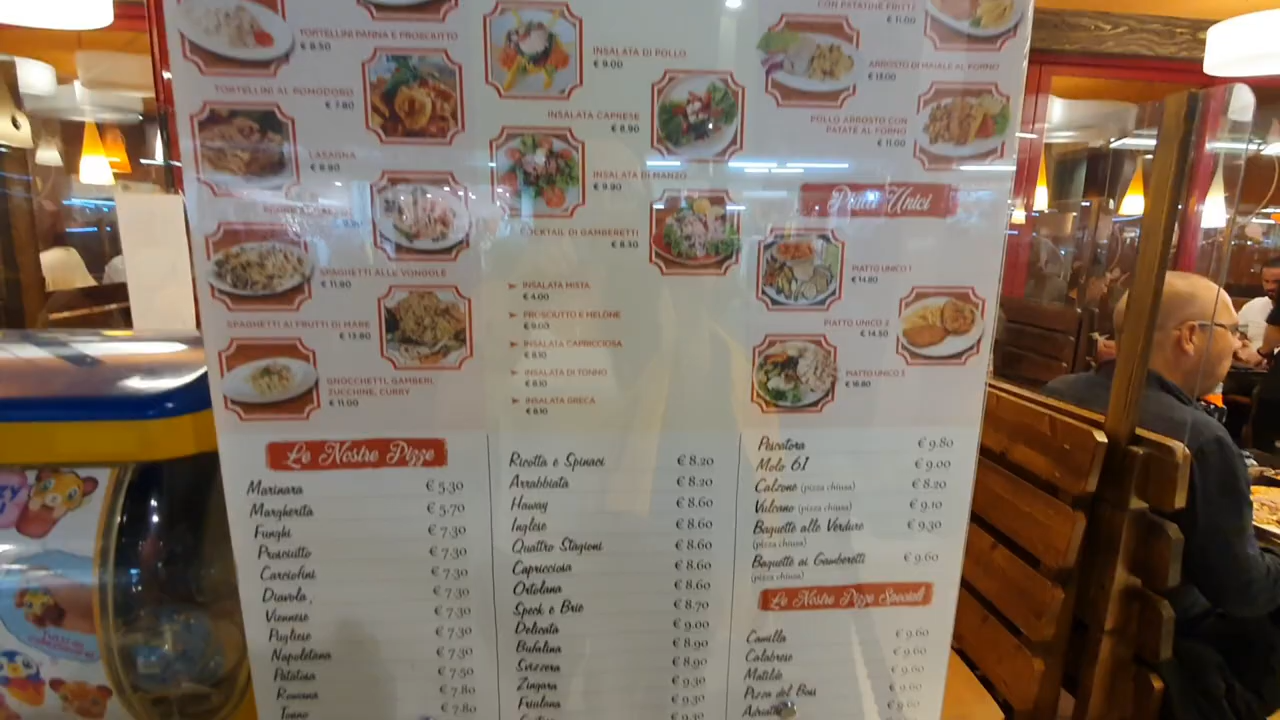 TORTELLINI PANNA E PROSCIUTTO
€ 8.50
TORTELLINI AL POMODORO
€ 7.80
LASAGNA
€ 8.90
SPAGHETTI ALLE VONGOLE
€ 11.80
SPAGHETTI AI FRUTTI DI MARE
€ 13.80
GNOCCHETTI, GAMBERI,
ZUCCHINE, CURRY
€ 11.00
INSALATA DI POLLO
€ 9.00
INSALATA CAPRESE
€ 8.90
INSALATA DI MANZO
€ 9.90
COCKTAIL DI GAMBERETTI
€ 8.30
INSALATA MISTA
€ 4.00
PROSCIUTTO E MELONE
€ 9.00
INSALATA CAPRICCIOSA
€ 8.10
INSALATA DI TONNO
€ 8.10
INSALATA GRECA
€ 8.10
CON PATATINE FRITTE
€ 11.00
ARROSTO DI MAIALE AL FORNO
€ 13.00
POLLO ARROSTO CON
PATATE AL FORNO
€ 11.00
Piatti Unici
PIATTO UNICO 1
€ 14.80
PIATTO UNICO 2
€ 14.50
PIATTO UNICO 3
€ 16.80
Le Nostre Pizze
Marinara € 5.30
Margherita € 5.70
Funghi € 7.30
Prosciutto € 7.30
Carciofini € 7.30
Diavola € 7.30
Viennese € 7.30
Pugliese € 7.30
Napoletana € 7.30
Patatosa € 7.50
Romana € 7.80
Tonno € 7.80
Ricotta e Spinaci € 8.20
Arrabbiata € 8.20
Haway € 8.60
Inglese € 8.60
Quattro Stagioni € 8.60
Capricciosa € 8.60
Ortolana € 8.60
Speck e Brie € 8.70
Delicata € 9.00
Bufalina € 8.90
Svizzera € 8.90
Zingara € 9.30
Friulana € 9.30
€ 9.30
Pescatora € 9.80
Molo 61 € 9.00
Calzone (pizza chiusa) € 8.20
Vulcano (pizza chiusa) € 9.10
Baguette alle Verdure € 9.30
(pizza chiusa)
Baguette ai Gamberetti € 9.60
(pizza chiusa)
Le Nostre Pizze Speciali
Camilla € 9.60
Calabrese € 9.60
Matilde € 9.60
Pizza del Boss € 9.60